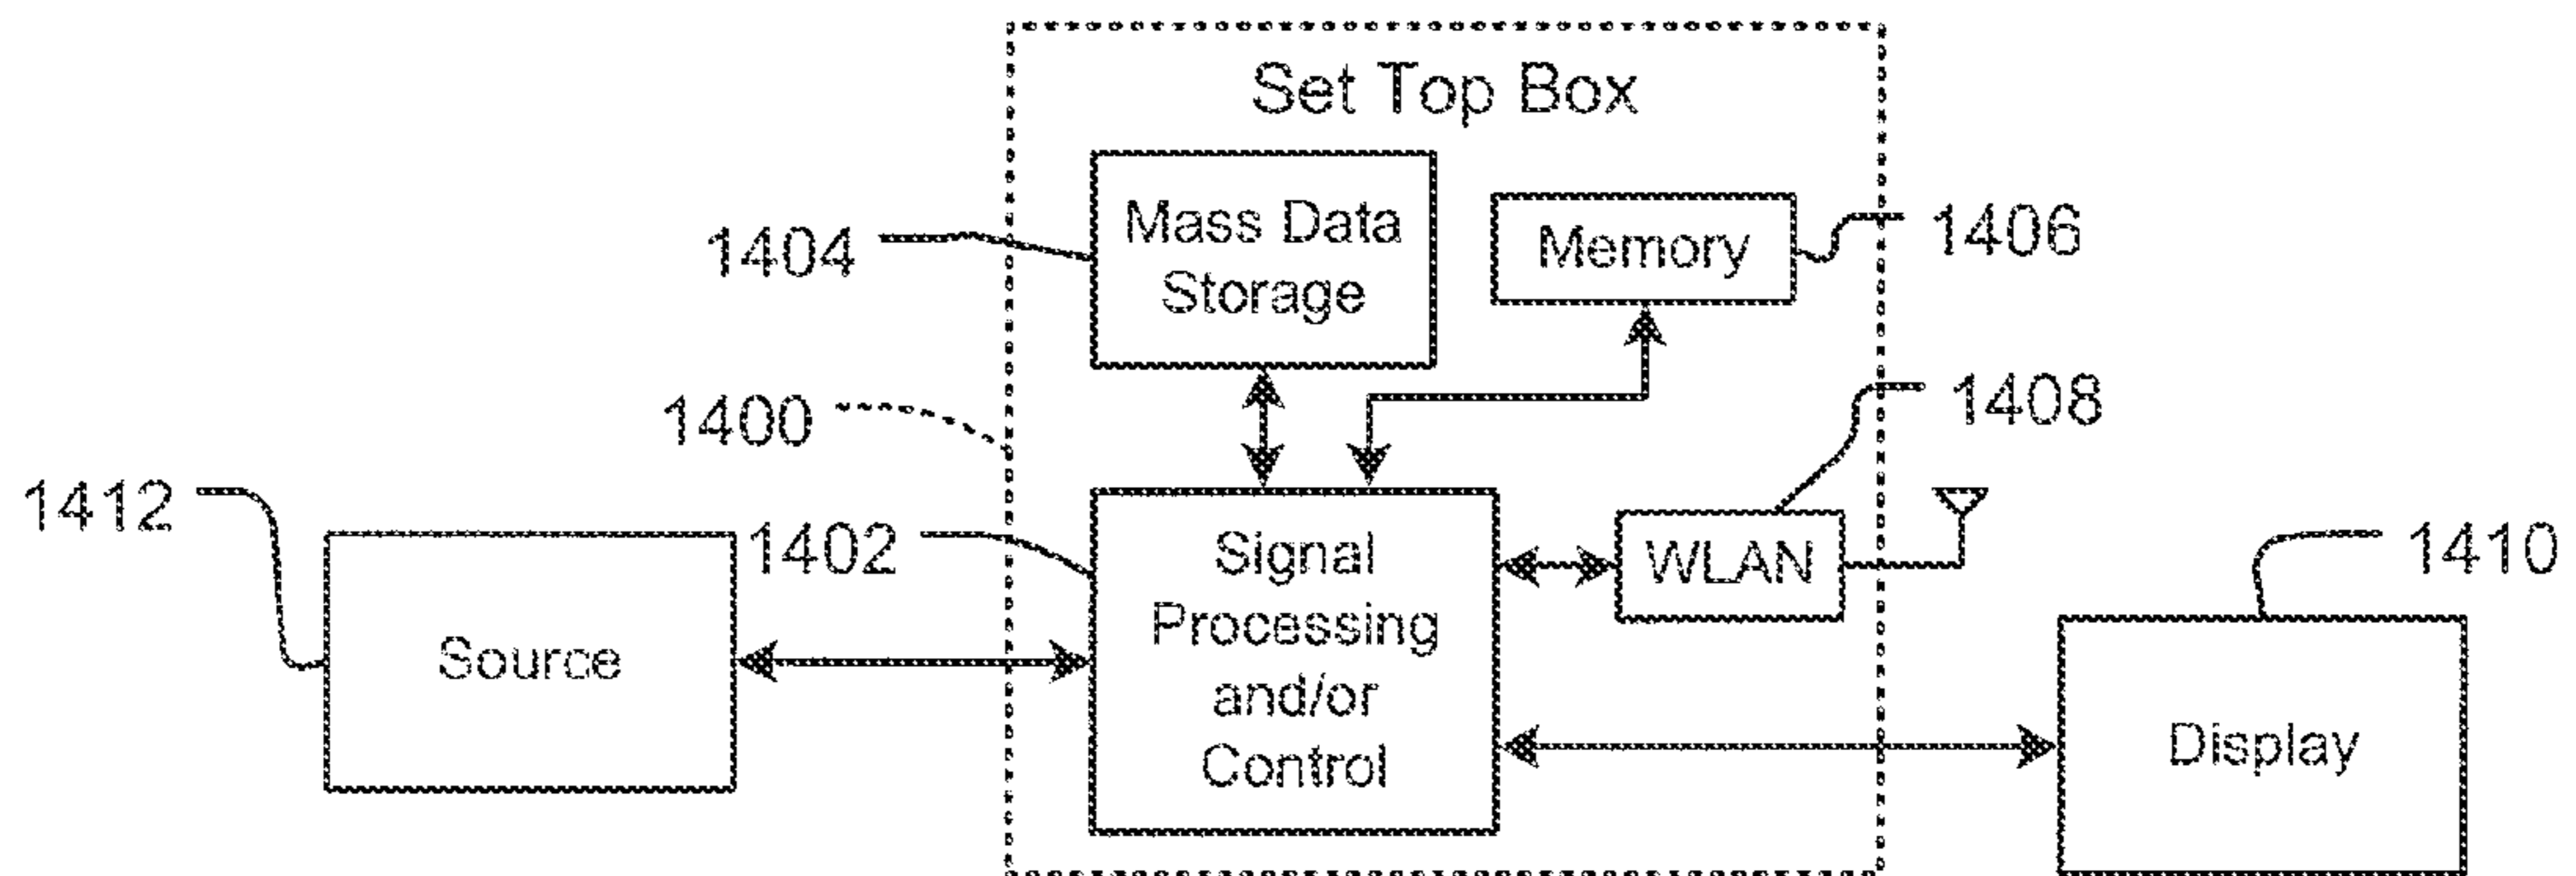 Set Top Box
1404
Mass Data
Storage
Memory
1406
1400
1408
1412
1402
Source
Signal
Processing
and/or
Control
WLAN
1410
Display